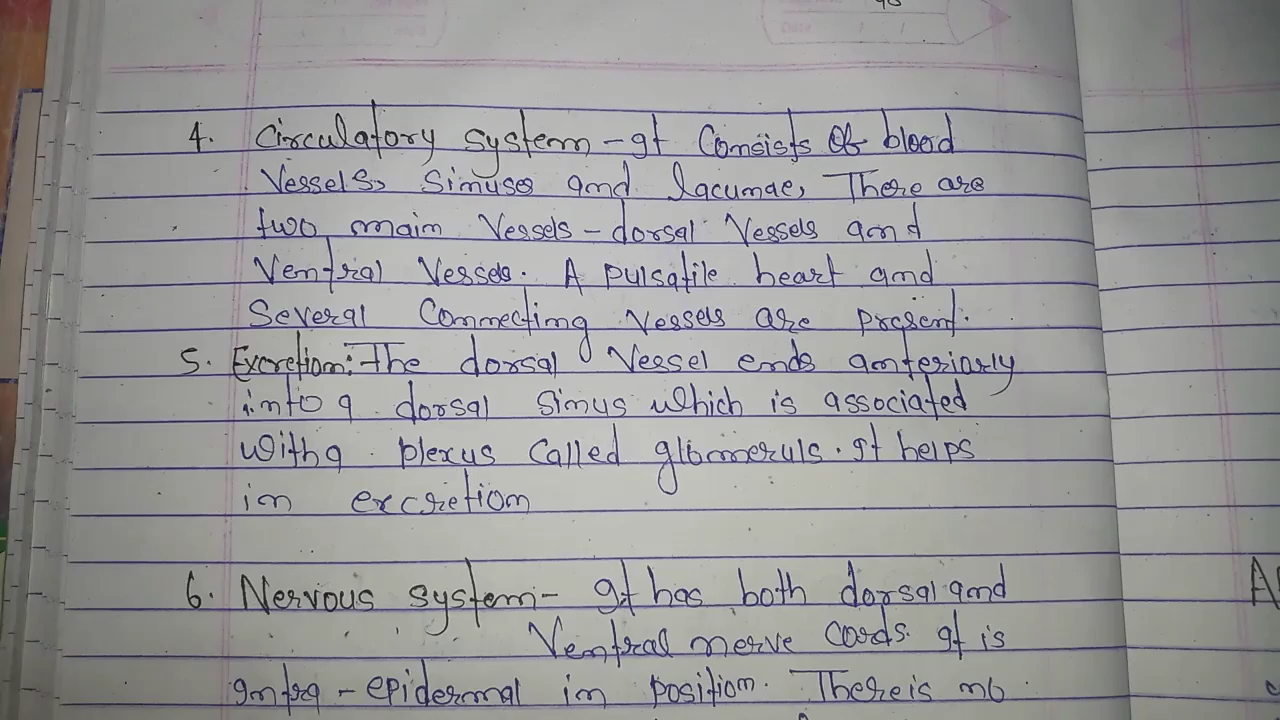 4. Circulatory system - It Consists Of blood
Vessels, Sinuses and lacunae, There are
two main Vessels - dorsal Vessels and
Ventral Vessels. A pulsatile heart and
Several Connecting Vessels are present.
5. Excretion: The dorsal Vessel ends anteriarly
into a dorsal Sinus which is associated
with a plexus Called glomeruls. It helps
in excretion
6. Nervous system - It has both dorsal and
Ventral nerve cords. It is
Intra - epidermal in position. There is no